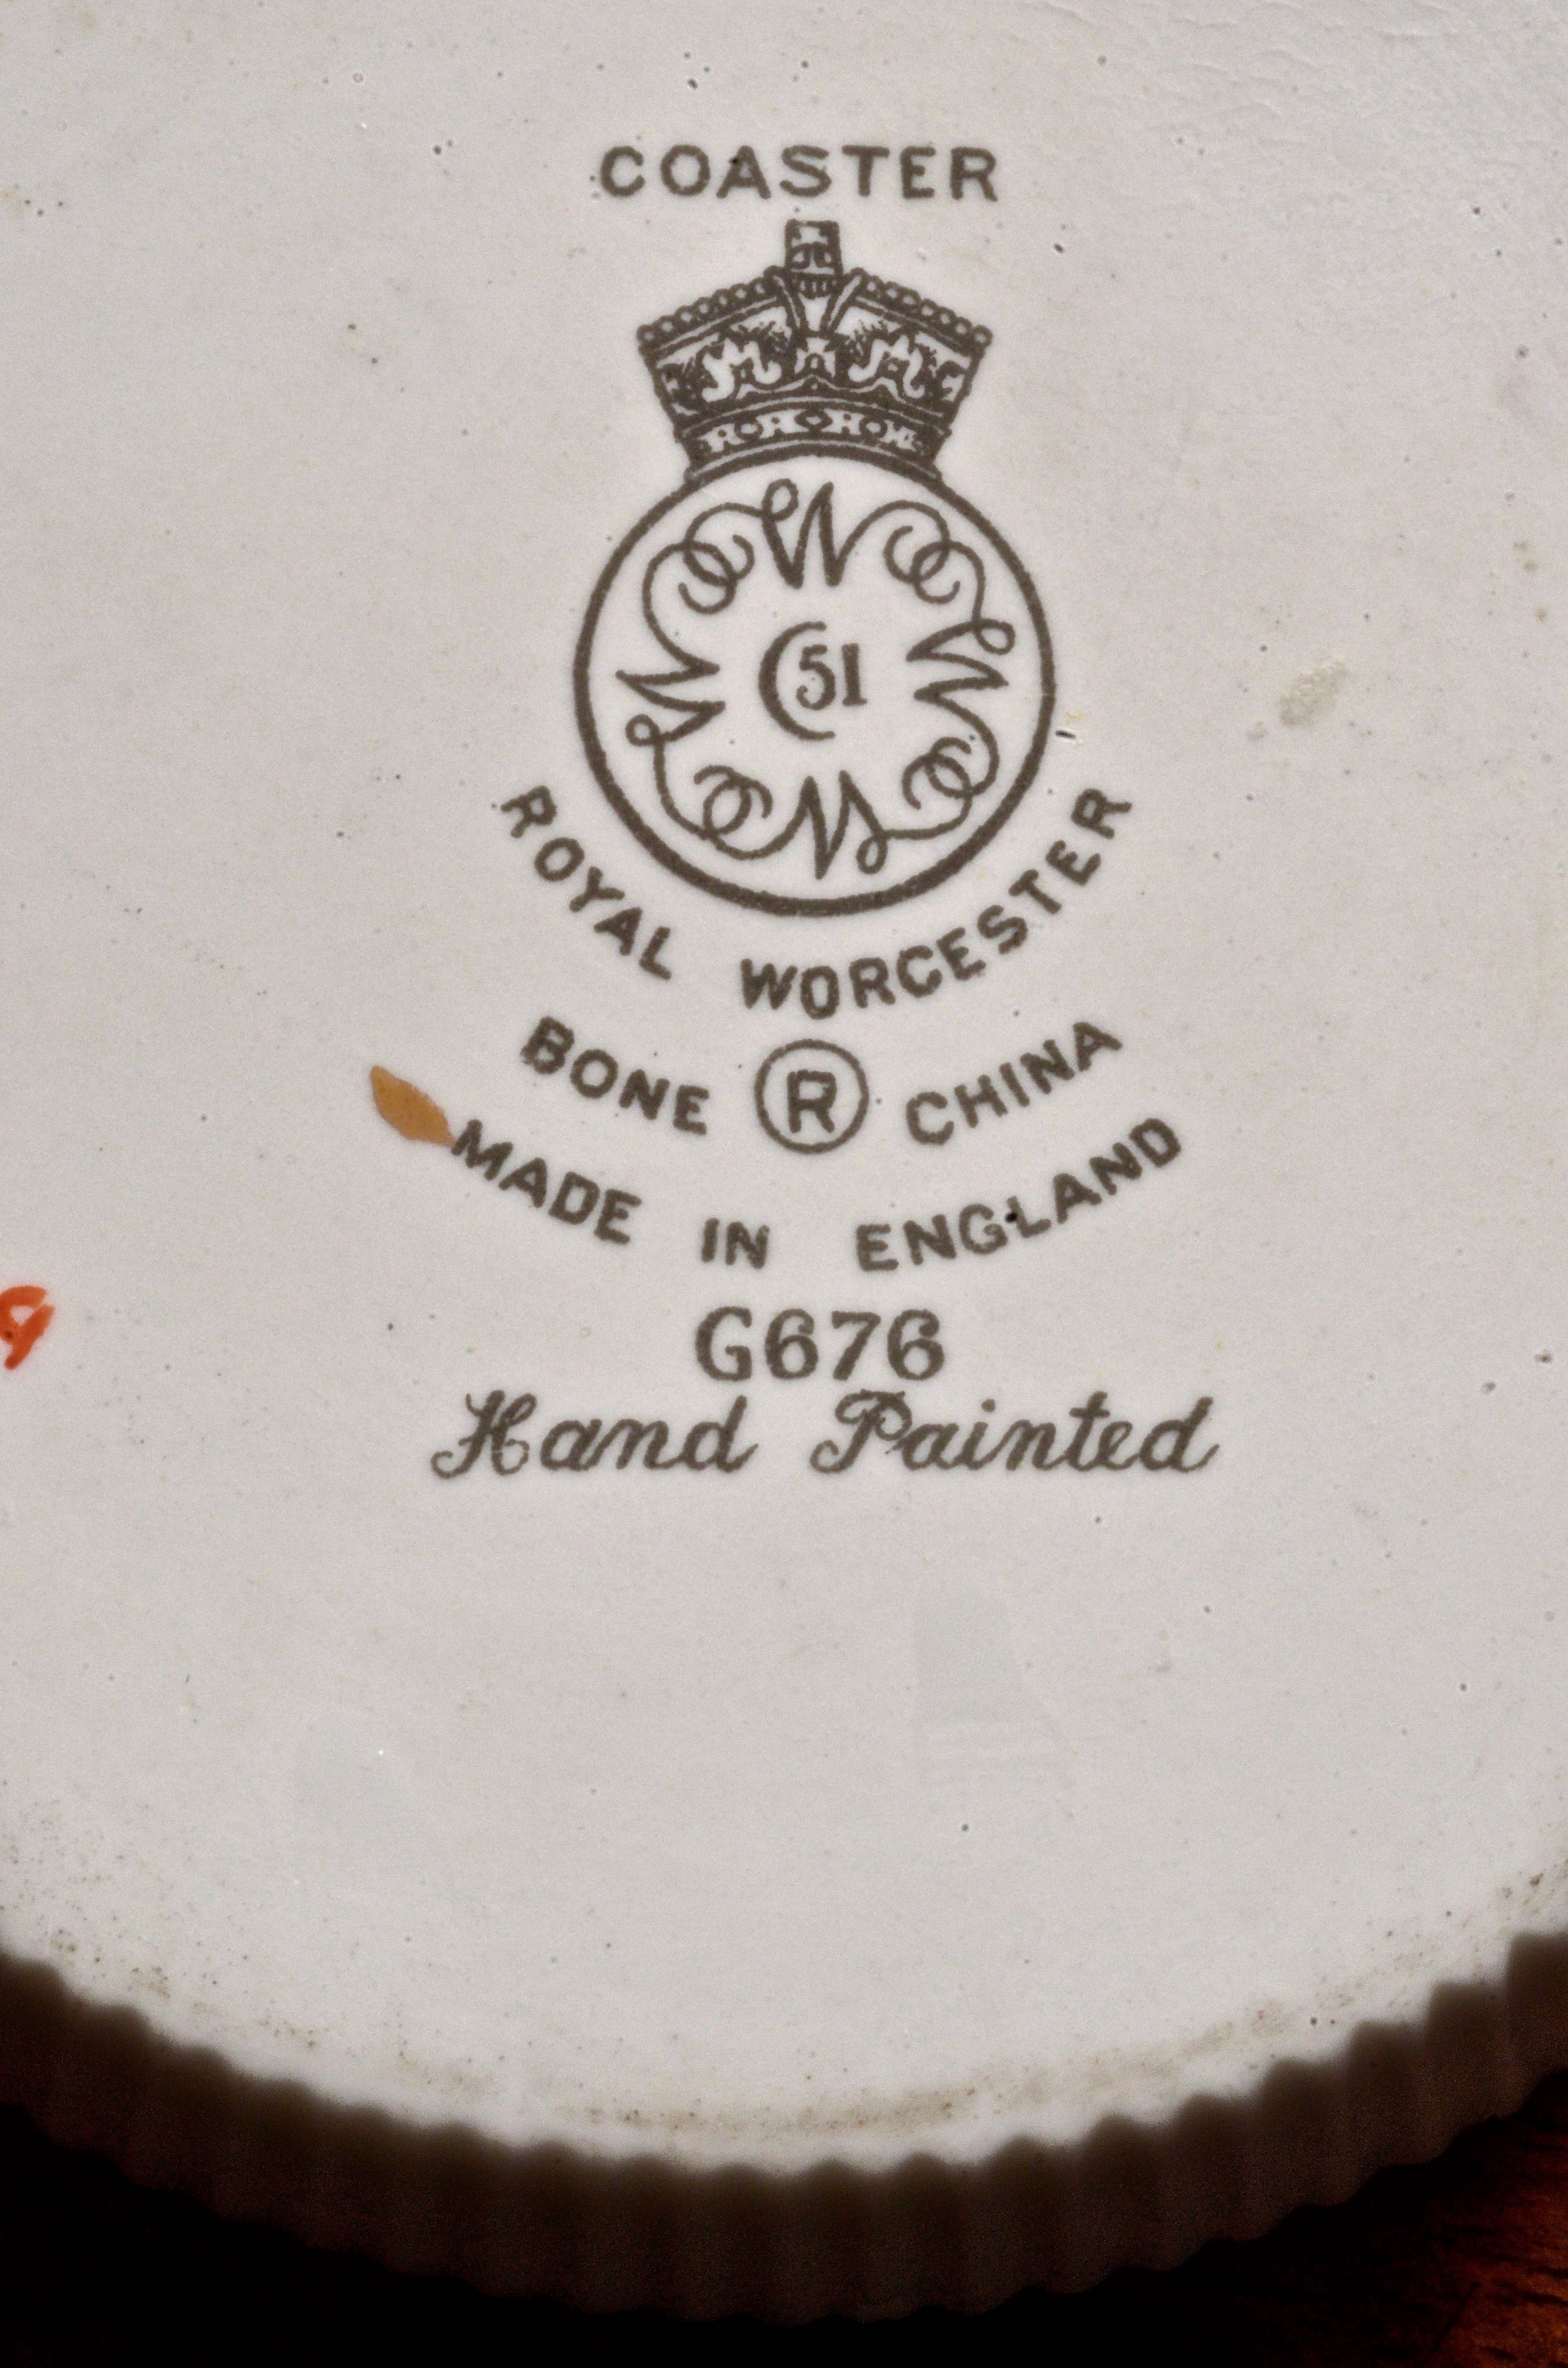 COASTER
51
ROYAL WORCESTER
BONE ® CHINA
MADE IN ENGLAND
G676
Hand Painted